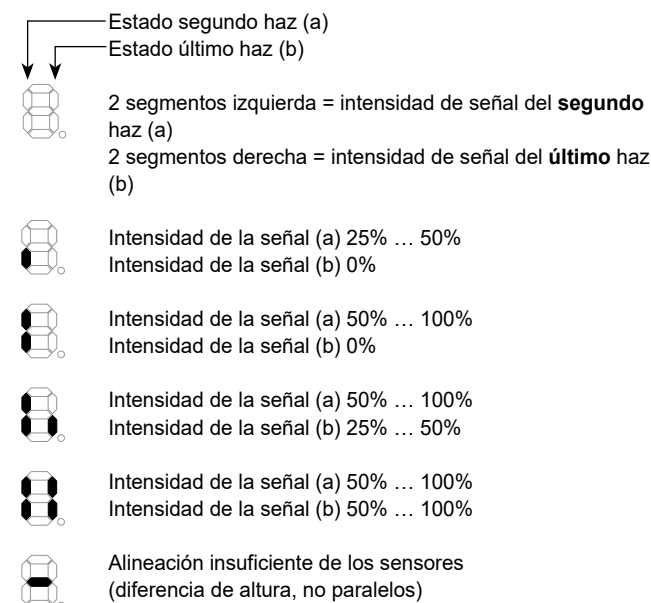 Estado segundo haz (a)
Estado último haz (b)
2 segmentos izquierda = intensidad de señal del segundo
haz (a)
2 segmentos derecha = intensidad de señal del último haz
(b)
Intensidad de la señal (a) 25% … 50%
Intensidad de la señal (b) 0%
Intensidad de la señal (a) 50% … 100%
Intensidad de la señal (b) 0%
Intensidad de la señal (a) 50% … 100%
Intensidad de la señal (b) 25% … 50%
Intensidad de la señal (a) 50% … 100%
Intensidad de la señal (b) 50% … 100%
Alineación insuficiente de los sensores
(diferencia de altura, no paralelos)